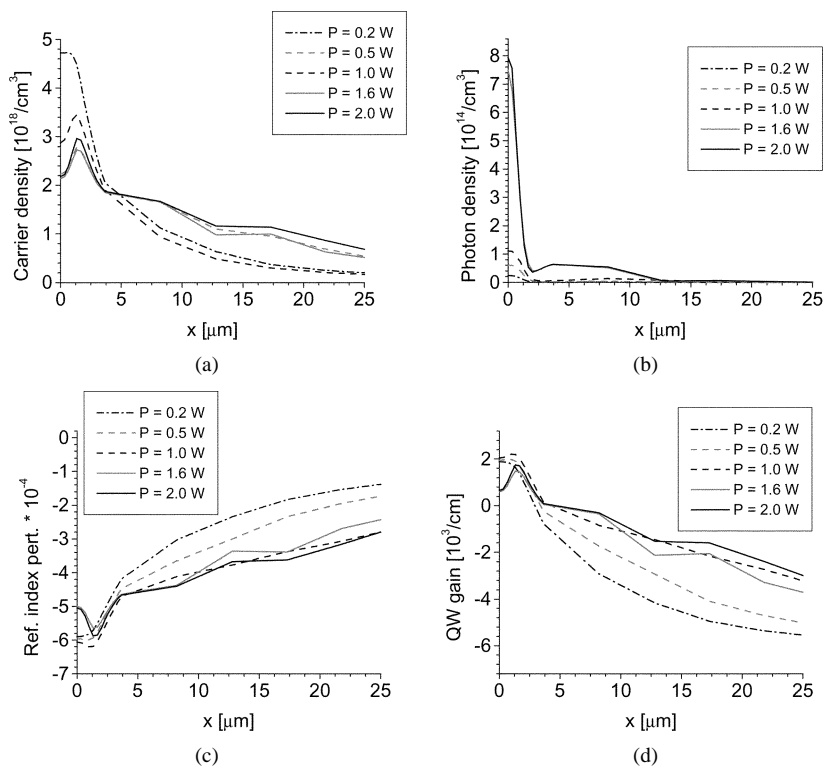 P = 0.2 W
P = 0.5 W
P = 1.0 W
P = 1.6 W
P = 2.0 W
Carrier density [10^18/cm^3]
5
4
3
2
1
0
0 5 10 15 20 25
x [μm]
(a)
P = 0.2 W
P = 0.5 W
P = 1.0 W
P = 1.6 W
P = 2.0 W
Photon density [10^14/cm^3]
8
7
6
5
4
3
2
1
0
0 5 10 15 20 25
x [μm]
(b)
P = 0.2 W
P = 0.5 W
P = 1.0 W
P = 1.6 W
P = 2.0 W
Ref. index pert. * 10^-4
0
-1
-2
-3
-4
-5
-6
-7
0 5 10 15 20 25
x [μm]
(c)
P = 0.2 W
P = 0.5 W
P = 1.0 W
P = 1.6 W
P = 2.0 W
QW gain [10^3/cm]
2
0
-2
-4
-6
0 5 10 15 20 25
x [μm]
(d)